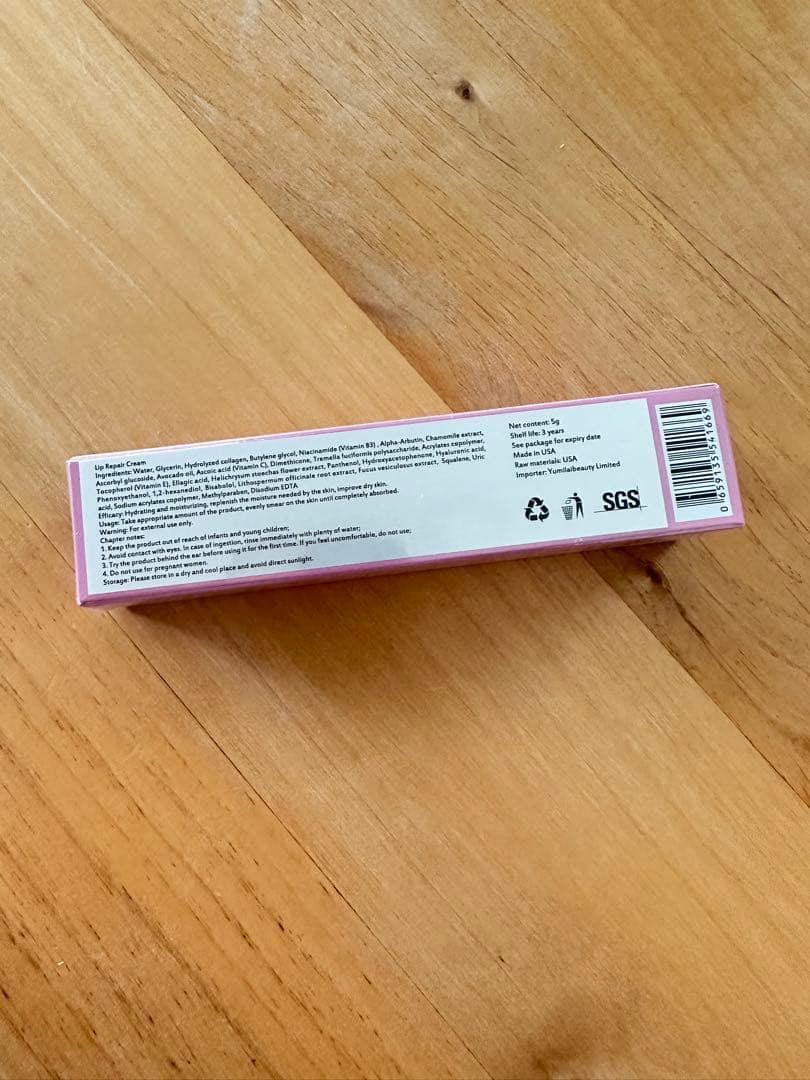 Lip Repair Cream
Ingredients: Water, Glycerin, Hydrolyzed collagen, Butylene glycol, Niacinamide (Vitamin B3) , Alpha-Arbutin, Chamomile extract,
Ascorbyl glucoside, Avocado oil, Ascoic acid (Vitamin C), Dimethicone, Tremella fuciformis polysaccharide, Acrylates copolymer,
Tocopherol (Vitamin E), Ellagic acid, Helichrysum stoechas flower extract, Panthenol, Hydroxyacetophenone, Hyaluronic acid,
Phenoxyethanol, 1,2-hexanediol, Bisabolol, Lithospermum officinale root extract, Fucus vesiculosus extract, Squalene, Uric
acid, Sodium acrylates copolymer, Methylparaben, Disodium EDTA
Efficacy: Hydrating and moisturizing, replenish the moisture needed by the skin, improve dry skin.
Usage: Take appropriate amount of the product, evenly smear on the skin until completely absorbed.
Warning: For external use only.
Chapter notes:
1. Keep the product out of reach of infants and young children;
2. Avoid contact with eyes. In case of ingestion, rinse immediately with plenty of water;
3. Try the product behind the ear before using it for the first time. If you feel uncomfortable, do not use;
4. Do not use for pregnant women.
Storage: Please store in a dry and cool place and avoid direct sunlight.
Net content: 5g
Shelf life: 3 years
See package for expiry date
Made in USA
Raw materials: USA
Importer: Yumilaibeauty Limited
SGS
0 659135 541669